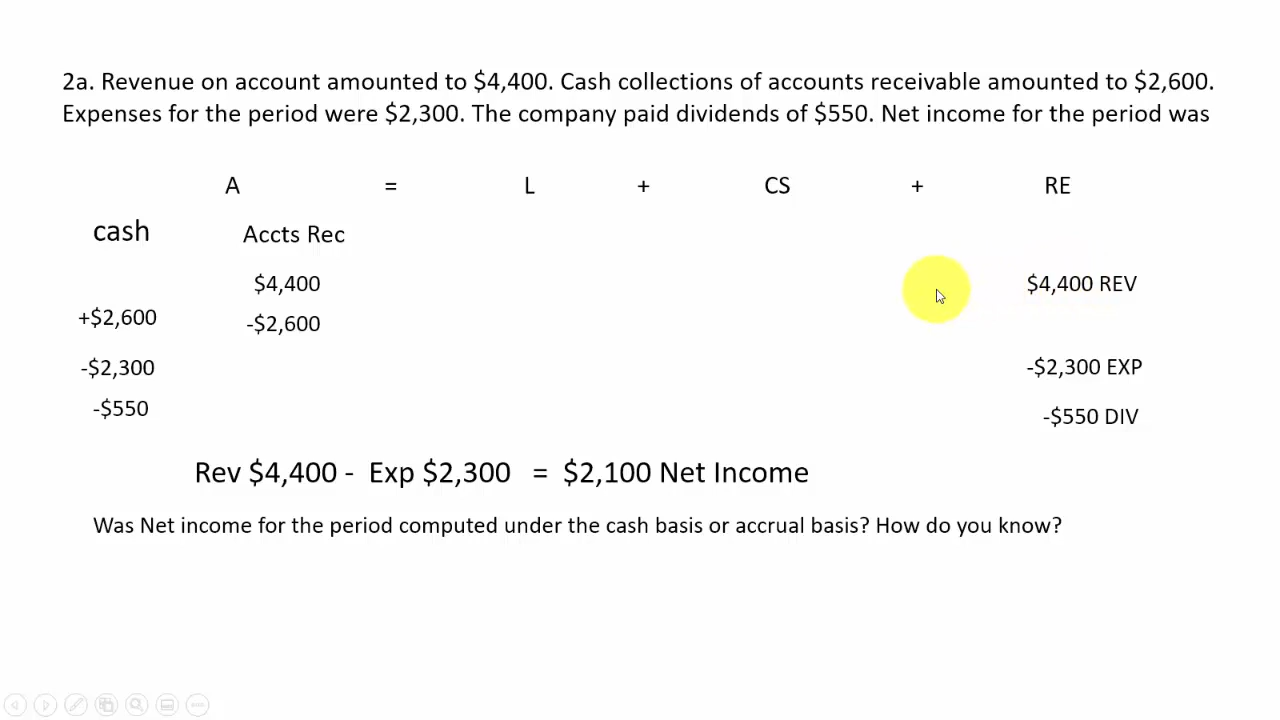 2a. Revenue on account amounted to $4,400. Cash collections of accounts receivable amounted to $2,600.
Expenses for the period were $2,300. The company paid dividends of $550. Net income for the period was
A = L + CS + RE
cash Accts Rec
$4,400 $4,400 REV
+$2,600 -$2,600
-$2,300 -$2,300 EXP
-$550 -$550 DIV
Rev $4,400 - Exp $2,300 = $2,100 Net Income
Was Net income for the period computed under the cash basis or accrual basis? How do you know?